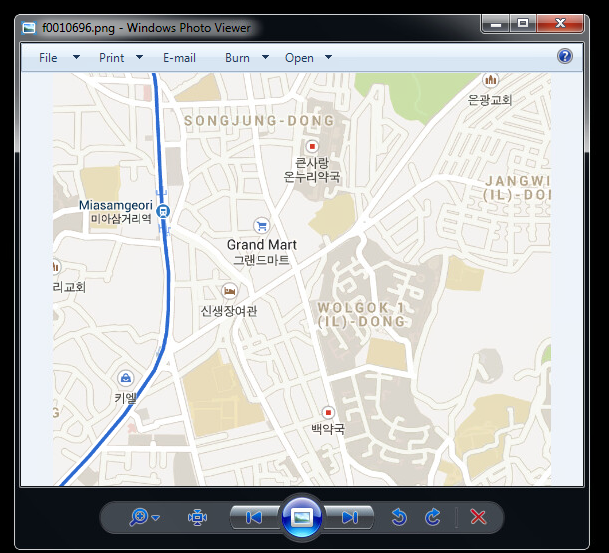 f0010696.png - Windows Photo Viewer
File Print E-mail Burn Open
온광교회
SONGJUNG-DONG
큰사랑
온누리약국
JANGWI
(IL)-DON
Miasamgeori
미아삼거리역
Grand Mart
그랜드마트
리교회
신생장여관
WOLGOK 1
(IL)-DONG
키엘
G
백약국